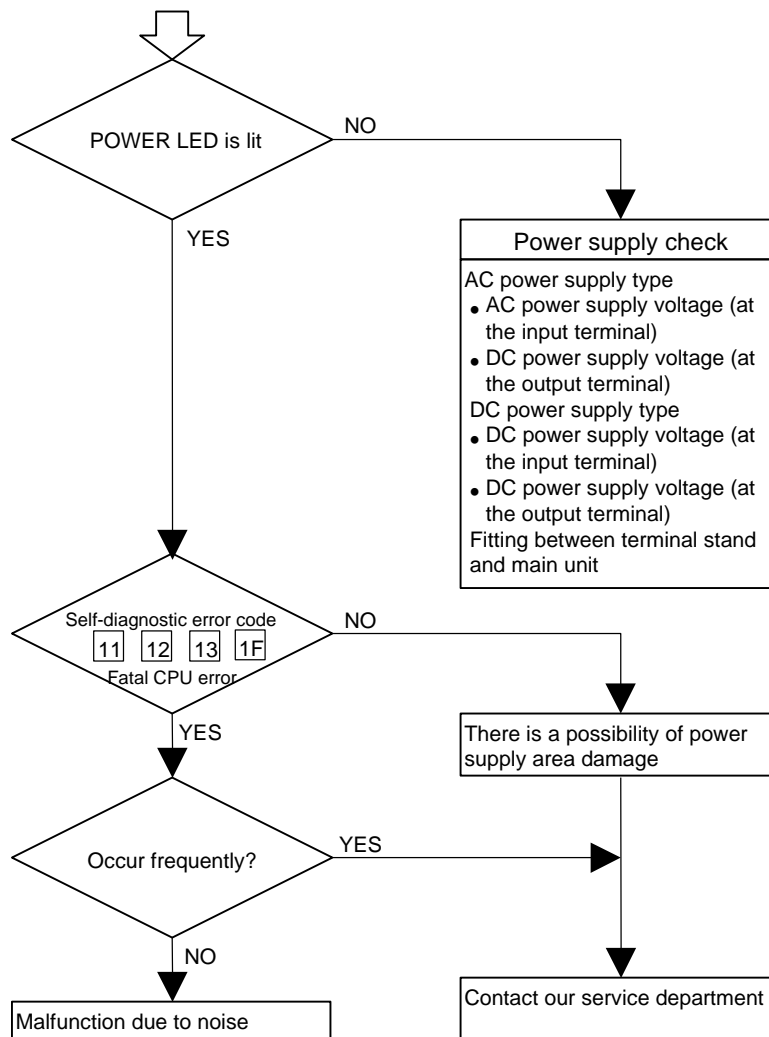 POWER LED is lit
NO
YES
Power supply check
AC power supply type
• AC power supply voltage (at
the input terminal)
• DC power supply voltage (at
the output terminal)
DC power supply type
• DC power supply voltage (at
the input terminal)
• DC power supply voltage (at
the output terminal)
Fitting between terminal stand
and main unit
Self-diagnostic error code
11 12 13 1F
Fatal CPU error
NO
YES
There is a possibility of power
supply area damage
Occur frequently?
YES
NO
Malfunction due to noise
Contact our service department